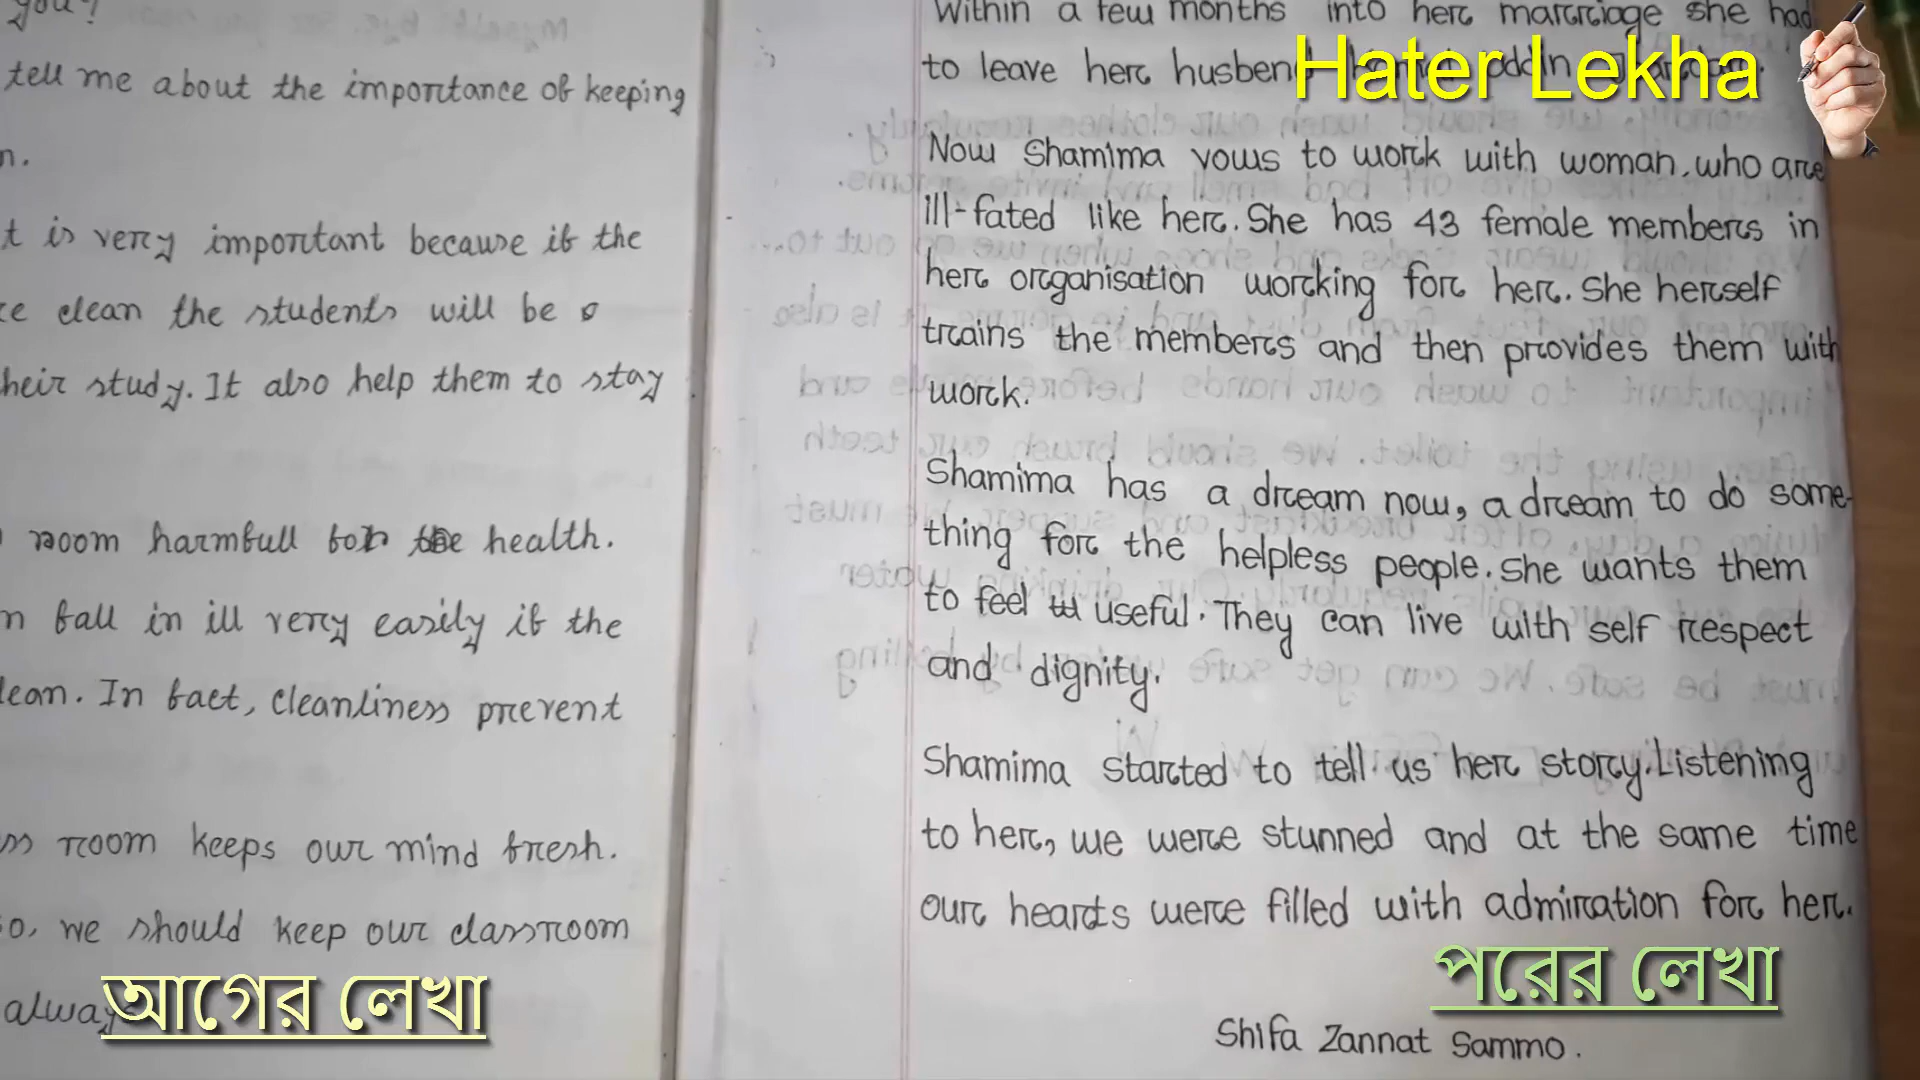 you?
tell me about the importance of keeping
n.
t is very important because if the
re clean the students will be
heir study. It also help them to stay
room harmfull for the health.
n fall in ill very easily if the
lean. In fact, cleanliness prevent
ss room keeps our mind fresh.
so, we should keep our classroom
alway
আগের লেখা
Within a few months into her marriage she had
to leave her husben
Hater Lekha
Now Shamima vows to work with woman, who are
ill-fated like her. She has 43 female members in
her organisation working for her. She herself
trains the members and then provides them with
work.
Shamima has a dream now, a dream to do some-
thing for the helpless people. She wants them
to feel useful. They can live with self respect
and dignity.
Shamima started to tell us her story. Listening
to her, we were stunned and at the same time
our hearts were filled with admiration for her.
পরের লেখা
Shifa Zannat Sammo.